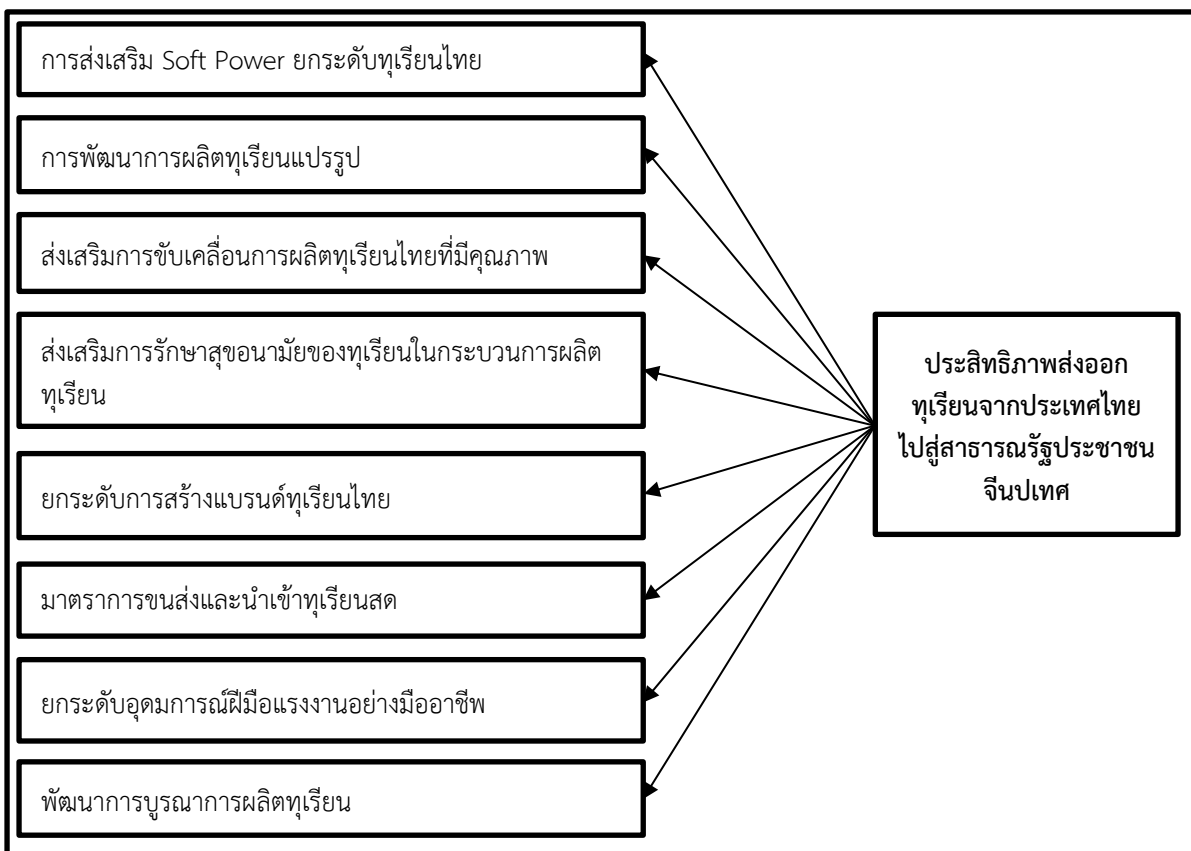 การส่งเสริม Soft Power ยกระดับทุเรียนไทย
การพัฒนาการผลิตทุเรียนแปรรูป
ส่งเสริมการขับเคลื่อนการผลิตทุเรียนไทยที่มีคุณภาพ
ส่งเสริมการรักษาสุขอนามัยของทุเรียนในกระบวนการผลิต
ทุเรียน
ยกระดับการสร้างแบรนด์ทุเรียนไทย
มาตราการขนส่งและนำเข้าทุเรียนสด
ยกระดับอุดมการณ์ฝีมือแรงงานอย่างมืออาชีพ
พัฒนาการบูรณาการผลิตทุเรียน
ประสิทธิภาพส่งออก
ทุเรียนจากประเทศไทย
ไปสู่สาธารณรัฐประชาชน
จีนปเทศ